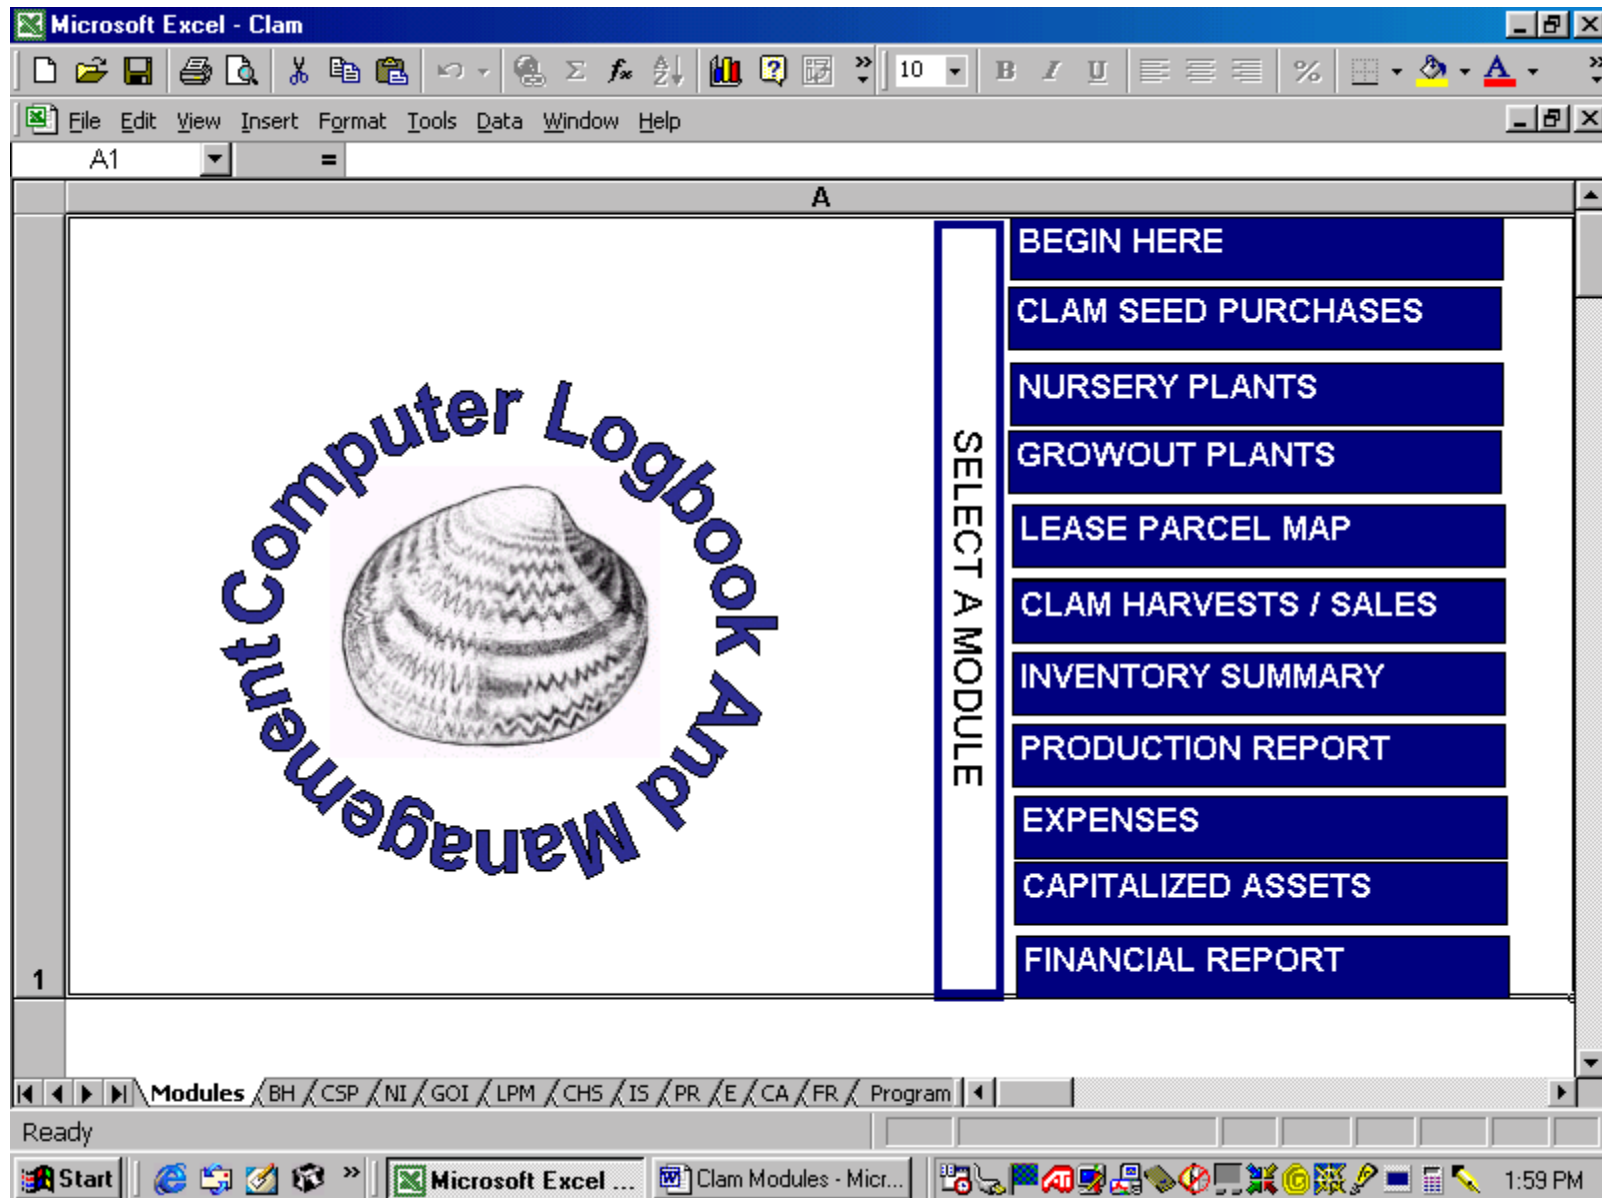 Microsoft Excel - Clam
10
B I U
%
A
File Edit View Insert Format Tools Data Window Help
A1
=
A
1
Computer Logbook And Management
SELECT A MODULE
BEGIN HERE
CLAM SEED PURCHASES
NURSERY PLANTS
GROWOUT PLANTS
LEASE PARCEL MAP
CLAM HARVESTS / SALES
INVENTORY SUMMARY
PRODUCTION REPORT
EXPENSES
CAPITALIZED ASSETS
FINANCIAL REPORT
Modules BH CSP NI GOI LPM CHS IS PR E CA FR Program
Ready
Start Microsoft Excel ... Clam Modules - Micr... 1:59 PM